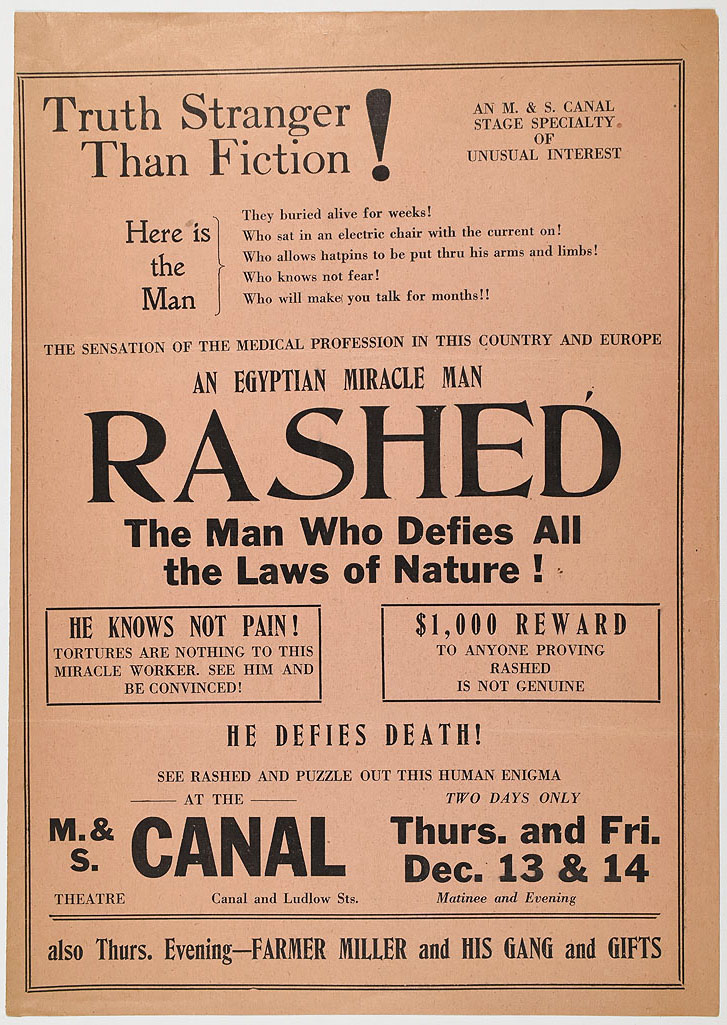 Truth Stranger
Than Fiction!
AN M. & S. CANAL
STAGE SPECIALTY
OF
UNUSUAL INTEREST
Here is
the
Man
They buried alive for weeks!
Who sat in an electric chair with the current on!
Who allows hatpins to be put thru his arms and limbs!
Who knows not fear!
Who will make you talk for months!!
THE SENSATION OF THE MEDICAL PROFESSION IN THIS COUNTRY AND EUROPE
AN EGYPTIAN MIRACLE MAN
RASHED
The Man Who Defies All
the Laws of Nature !
HE KNOWS NOT PAIN!
TORTURES ARE NOTHING TO THIS
MIRACLE WORKER. SEE HIM AND
BE CONVINCED!
$1,000 REWARD
TO ANYONE PROVING
RASHED
IS NOT GENUINE
HE DEFIES DEATH!
SEE RASHED AND PUZZLE OUT THIS HUMAN ENIGMA
AT THE
M. &
S. CANAL
THEATRE
Canal and Ludlow Sts.
TWO DAYS ONLY
Thurs. and Fri.
Dec. 13 & 14
Matinee and Evening
also Thurs. Evening—FARMER MILLER and HIS GANG and GIFTS